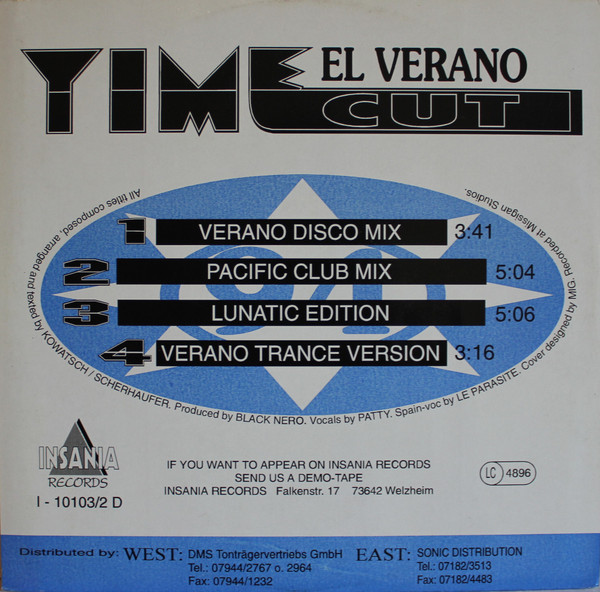 TIME CUT
EL VERANO
1 VERANO DISCO MIX 3:41
2 PACIFIC CLUB MIX 5:04
3 LUNATIC EDITION 5:06
4 VERANO TRANCE VERSION 3:16
94
All titles composed, arranged and texted by KOWATSCH / SCHERHAUFER. Produced by BLACK NERO. Vocals by PATTY. Spain-voc by LE PARASITE. Cover designed by MIG. Recorded at Missigan Studios.
INSANIA
RECORDS
I - 10103/2 D
IF YOU WANT TO APPEAR ON INSANIA RECORDS
SEND US A DEMO-TAPE
INSANIA RECORDS Falkenstr. 17 73642 Welzheim
LC 4896
Distributed by: WEST: DMS Tonträgervertriebs GmbH EAST: SONIC DISTRIBUTION
Tel.: 07944/2767 o. 2964 Tel.: 07182/3513
Fax: 07944/1232 Fax: 07182/4483